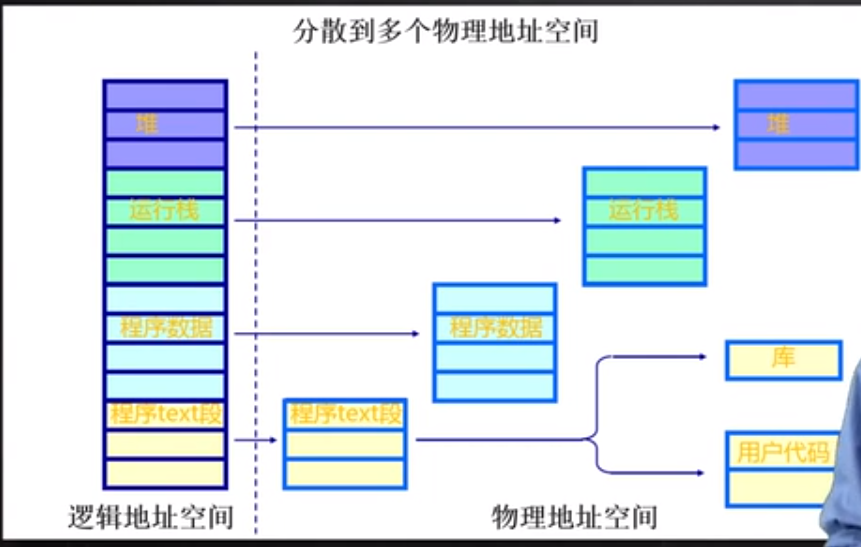 分散到多个物理地址空间
堆
堆
运行栈
运行栈
程序数据
程序数据
库
程序text段
程序text段
用户代码
逻辑地址空间
物理地址空间